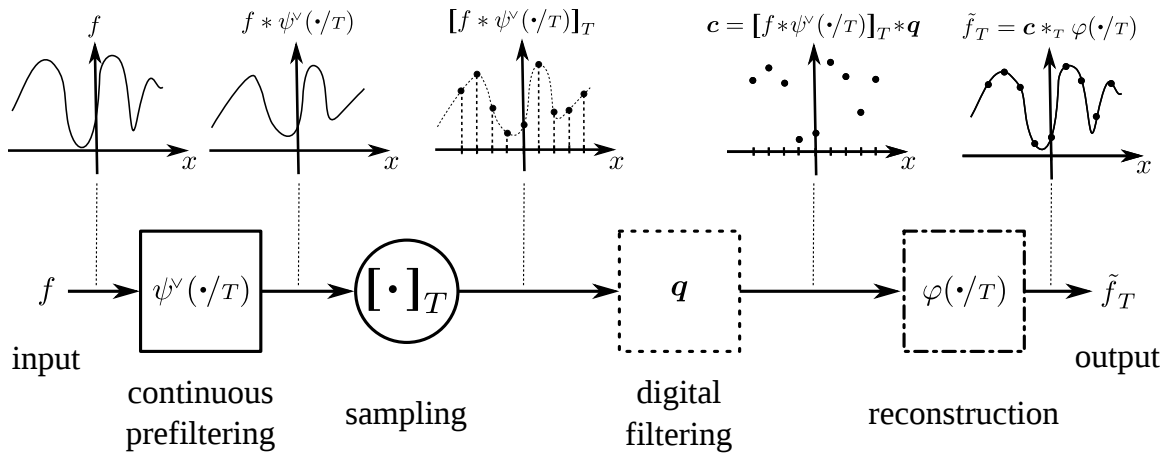 f
f ∗ ψ^∨(·/T)
[f ∗ ψ^∨(·/T)]_T
c = [f∗ψ^∨(·/T)]_T∗q
f̃_T = c ∗_T φ(·/T)
x
x
x
x
x
f
ψ^∨(·/T)
[·]_T
q
φ(·/T)
f̃_T
input
output
continuous
prefiltering
sampling
digital
filtering
reconstruction